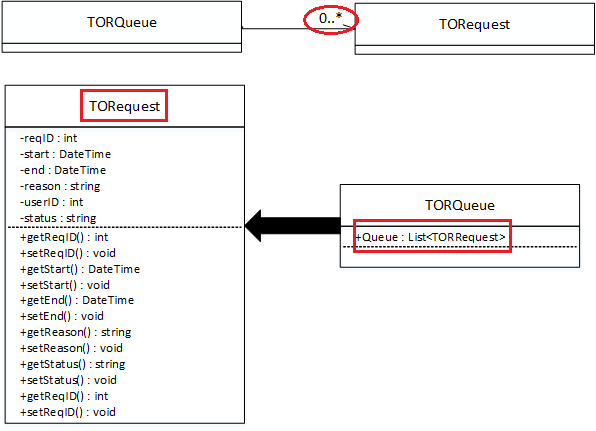 TORQueue
0..*
TORequest
TORequest
-reqID : int
-start : DateTime
-end : DateTime
-reason : string
-userID : int
-status : string
+getReqID() : int
+setReqID() : void
+getStart() : DateTime
+setStart() : void
+getEnd() : DateTime
+setEnd() : void
+getReason() : string
+setReason() : void
+getStatus() : string
+setStatus() : void
+getReqID() : int
+setReqID() : void
TORQueue
+Queue : List<TORRequest>